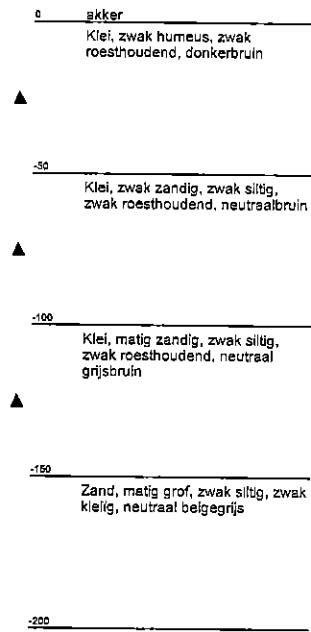 0 akker
Klei, zwak humeus, zwak
roesthoudend, donkerbruin
-50
Klei, zwak zandig, zwak siltig,
zwak roesthoudend, neutraalbruin
-100
Klei, matig zandig, zwak siltig,
zwak roesthoudend, neutraal
grijsbruin
-150
Zand, matig grof, zwak siltig, zwak
kleiig, neutraal beigegrijs
-200